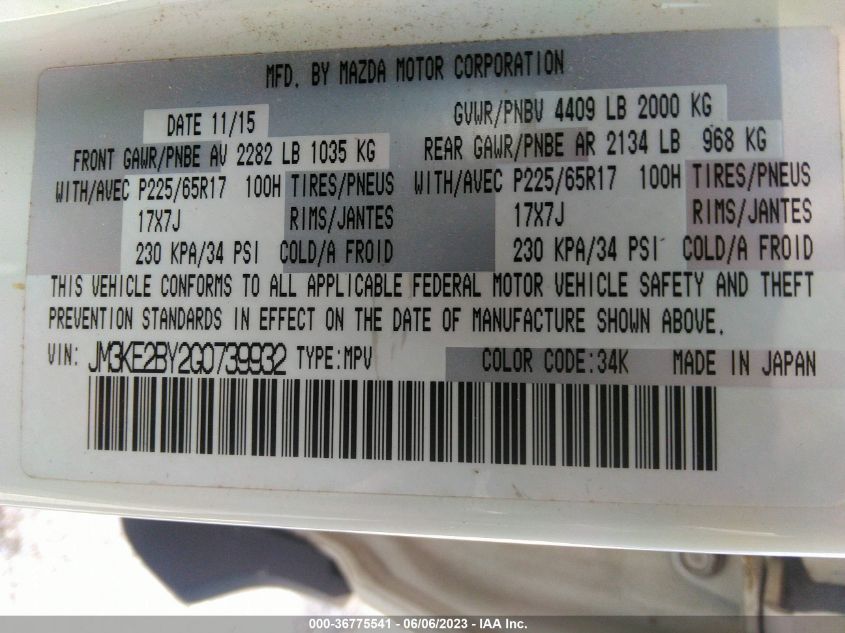 MFD. BY MAZDA MOTOR CORPORATION
DATE 11/15 GVWR/PNBV 4409 LB 2000 KG
FRONT GAWR/PNBE AV 2282 LB 1035 KG REAR GAWR/PNBE AR 2134 LB 968 KG
WITH/AVEC P225/65R17 100H TIRES/PNEUS WITH/AVEC P225/65R17 100H TIRES/PNEUS
17X7J RIMS/JANTES 17X7J RIMS/JANTES
230 KPA/34 PSI COLD/A FROID 230 KPA/34 PSI COLD/A FROID
THIS VEHICLE CONFORMS TO ALL APPLICABLE FEDERAL MOTOR VEHICLE SAFETY AND THEFT
PREVENTION STANDARDS IN EFFECT ON THE DATE OF MANUFACTURE SHOWN ABOVE.
VIN: JM3KE2BY2G0739932 TYPE:MPV COLOR CODE:34K MADE IN JAPAN
000-36775541 - 06/06/2023 - IAA Inc.